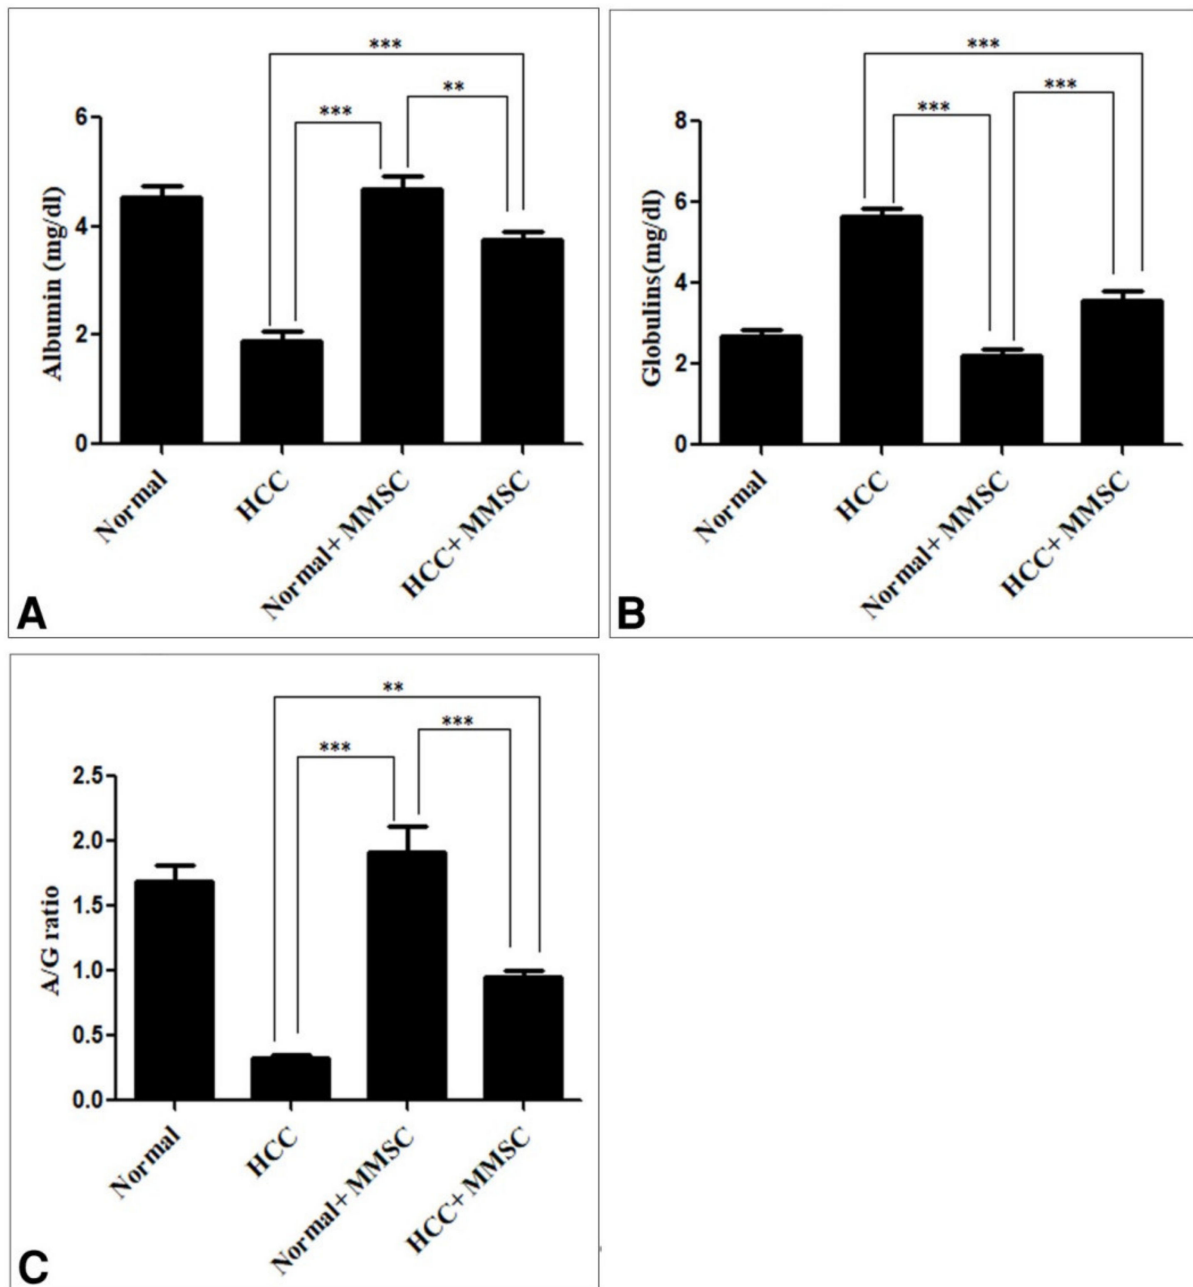 ***
***
**
6
4
2
0
Albumin (mg/dl)
Normal
HCC
Normal+ MMSC
HCC+ MMSC
A
***
***
***
8
6
4
2
0
Globulins(mg/dl)
Normal
HCC
Normal+ MMSC
HCC+ MMSC
B
**
***
***
2.5
2.0
1.5
1.0
0.5
0.0
A/G ratio
Normal
HCC
Normal+ MMSC
HCC+ MMSC
C